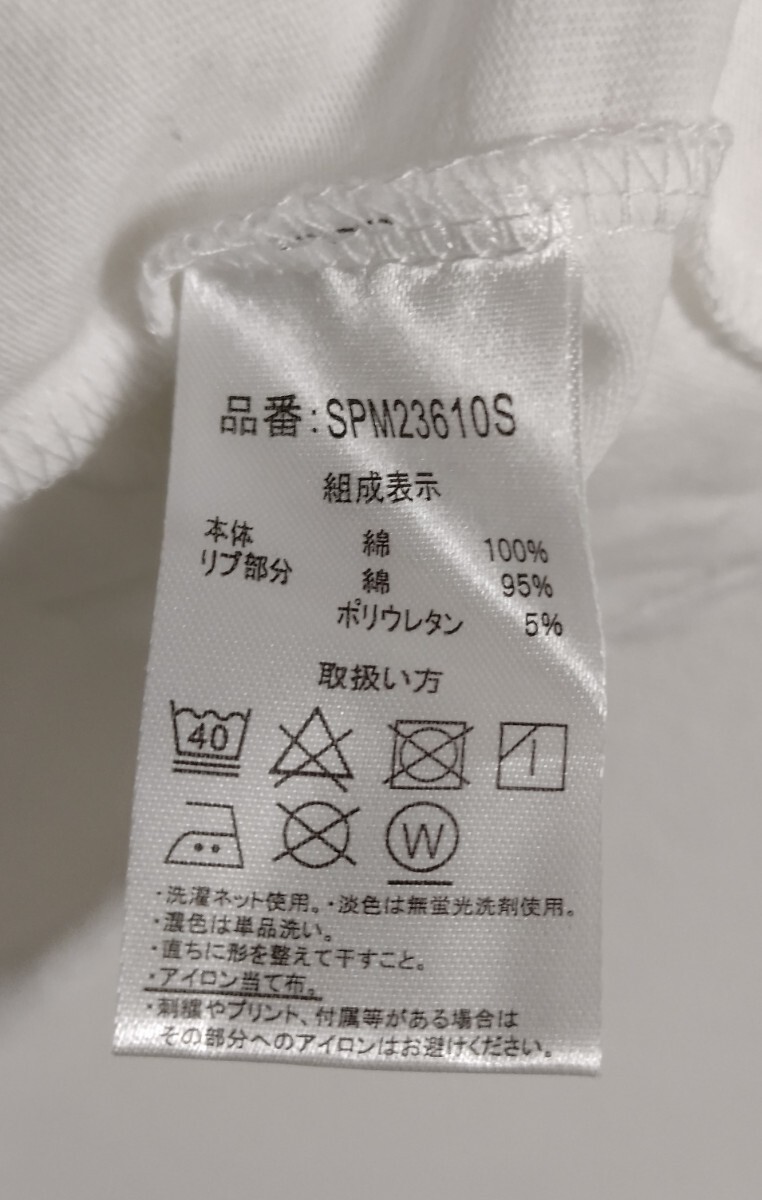 品番:SPM23610S
組成表示
本体 綿 100%
リブ部分 綿 95%
ポリウレタン 5%
取扱い方
40
W
・洗濯ネット使用。・淡色は無蛍光洗剤使用。
・濃色は単品洗い。
・直ちに形を整えて干すこと。
・アイロン当て布。
・刺繍やプリント、付属等がある場合は
その部分へのアイロンはお避けください。